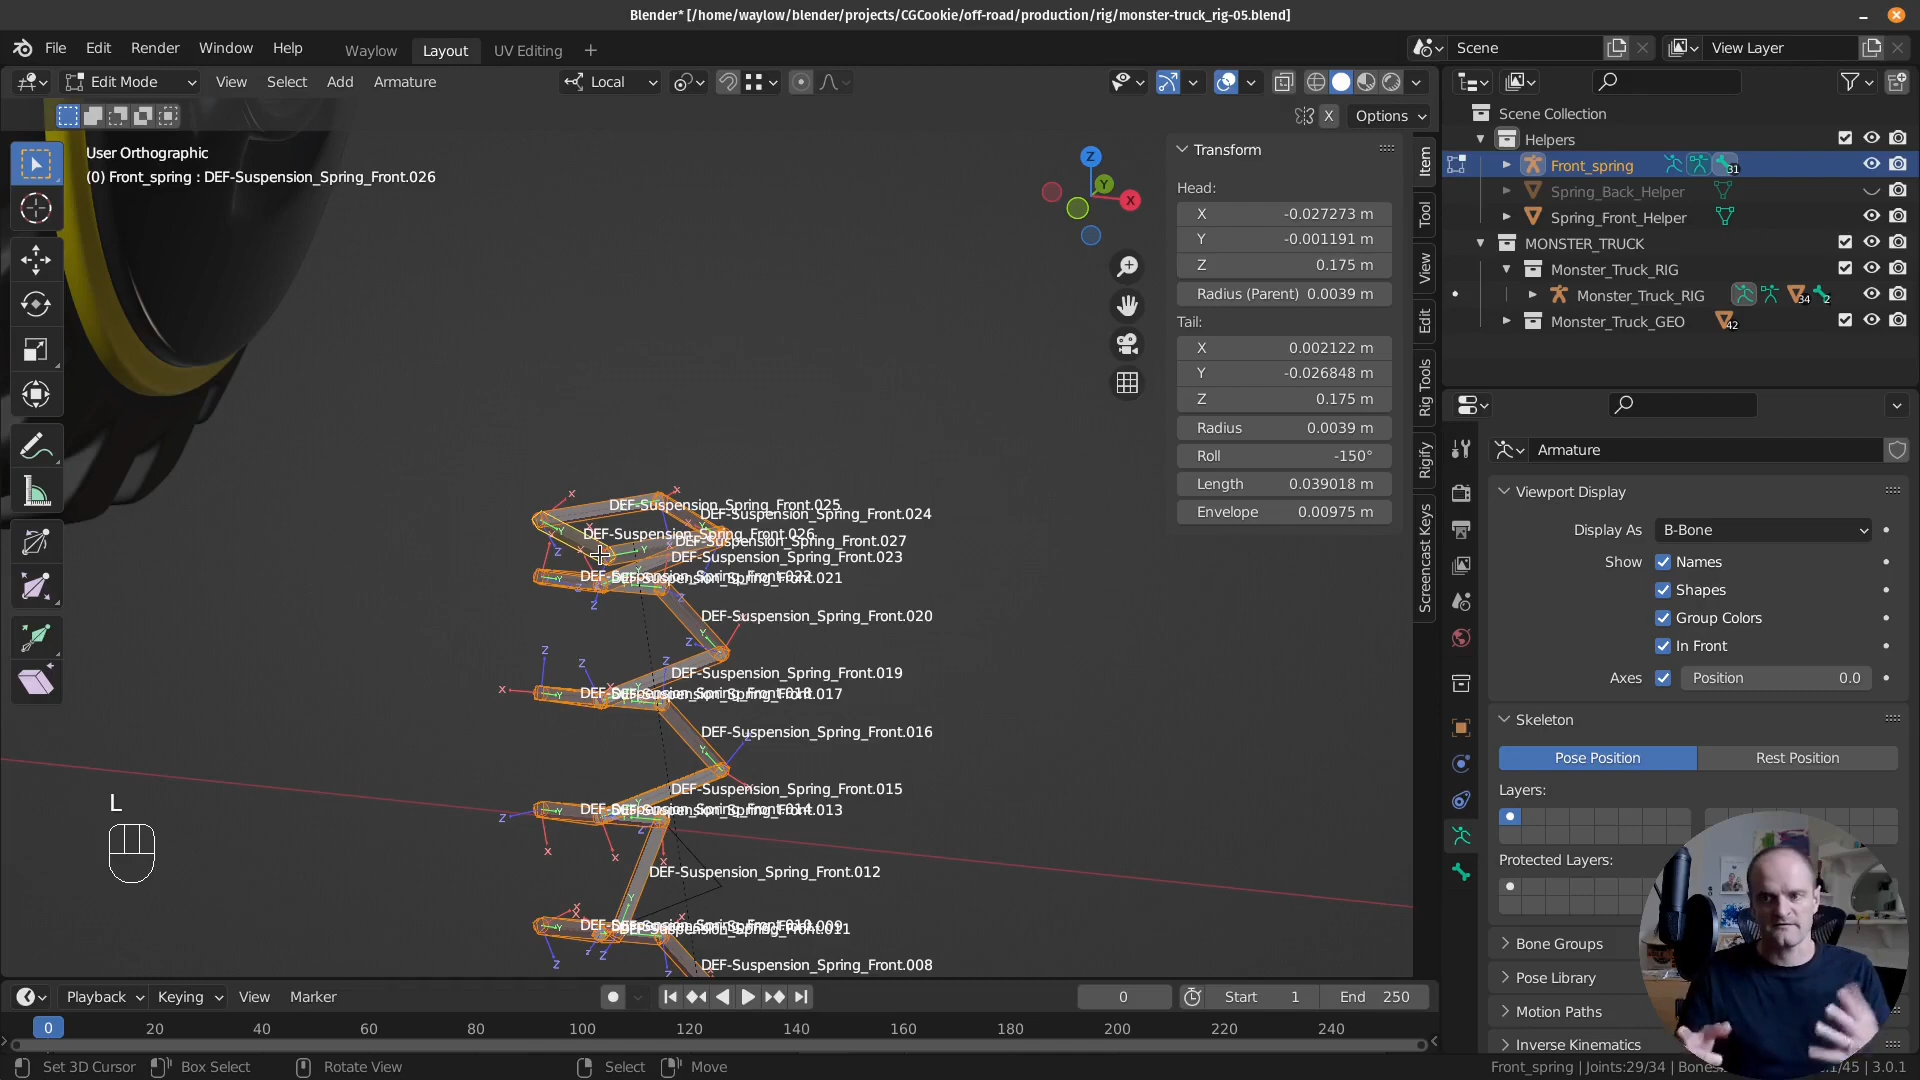 Blender* [/home/waylow/blender/projects/CGCookie/off-road/production/rig/monster-truck_rig-05.blend]
File Edit Render Window Help Waylow Layout UV Editing + Scene View Layer
Edit Mode View Select Add Armature Local
X Options
User Orthographic
(0) Front_spring : DEF-Suspension_Spring_Front.026
Z
Y
X
Transform
Head:
X -0.027273 m
Y -0.001191 m
Z 0.175 m
Radius (Parent) 0.0039 m
Tail:
X 0.002122 m
Y -0.026848 m
Z 0.175 m
Radius 0.0039 m
Roll -150°
Length 0.039018 m
Envelope 0.00975 m
Item
Tool
View
Edit
Rig Tools
Rigify
Screencast Keys
Scene Collection
Helpers
Front_spring 31
Spring_Back_Helper
Spring_Front_Helper
MONSTER_TRUCK
Monster_Truck_RIG
Monster_Truck_RIG 34 2
Monster_Truck_GEO 42
Armature
Viewport Display
Display As B-Bone
Show Names
Shapes
Group Colors
In Front
Axes Position 0.0
Skeleton
Pose Position Rest Position
Layers:
Protected Layers:
Bone Groups
Pose Library
Motion Paths
Inverse Kinematics
DEF-Suspension_Spring_Front.025
DEF-Suspension_Spring_Front.024
DEF-Suspension_Spring_Front.026
DEF-Suspension_Spring_Front.027
DEF-Suspension_Spring_Front.023
DEF-Suspension_Spring_Front.021
DEF-Suspension_Spring_Front.020
DEF-Suspension_Spring_Front.019
DEF-Suspension_Spring_Front.017
DEF-Suspension_Spring_Front.016
DEF-Suspension_Spring_Front.015
DEF-Suspension_Spring_Front.013
DEF-Suspension_Spring_Front.012
DEF-Suspension_Spring_Front.011
DEF-Suspension_Spring_Front.008
L
Playback Keying View Marker 0 Start 1 End 250
0 20 40 60 80 100 120 140 160 180 200 220 240
Set 3D Cursor Box Select Rotate View Select Move Front_spring | Joints:29/34 | Bones 3.0.1